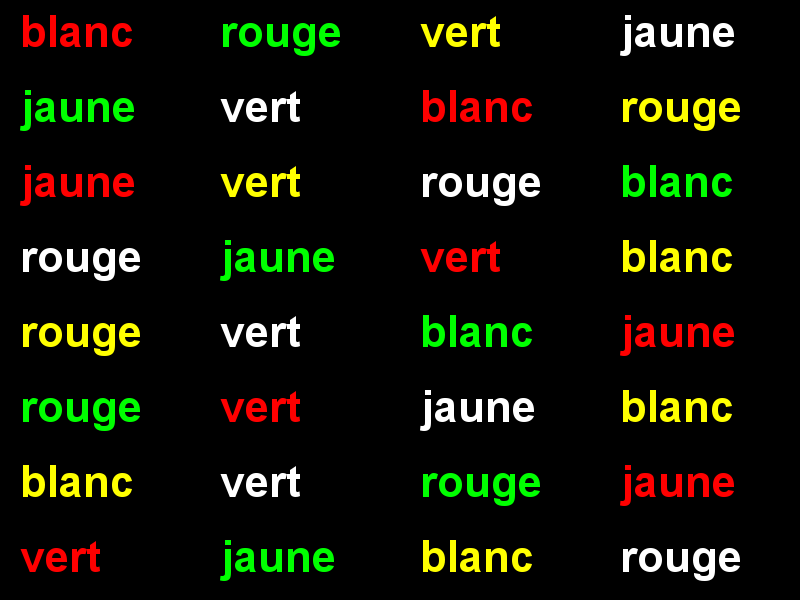 blanc rouge vert jaune
jaune vert blanc rouge
jaune vert rouge blanc
rouge jaune vert blanc
rouge vert blanc jaune
rouge vert jaune blanc
blanc vert rouge jaune
vert jaune blanc rouge